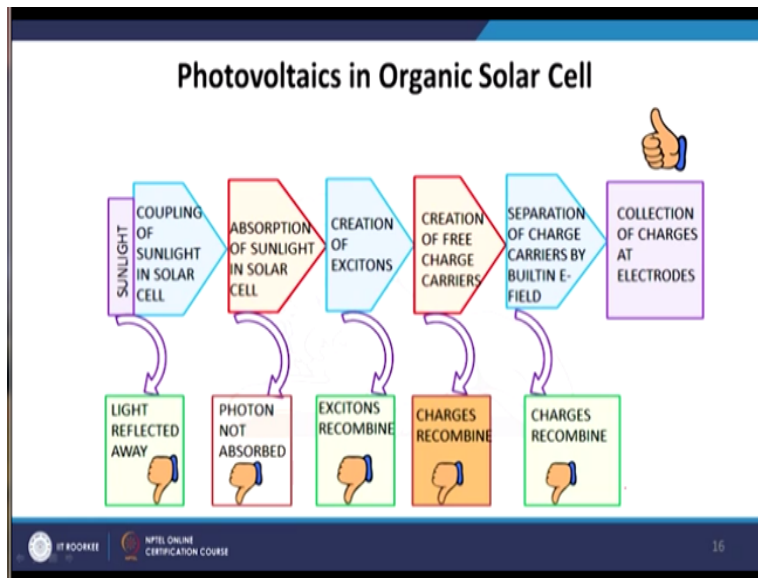 Photovoltaics in Organic Solar Cell
SUNLIGHT
COUPLING
OF
SUNLIGHT
IN SOLAR
CELL
ABSORPTION
OF SUNLIGHT
IN SOLAR
CELL
CREATION
OF
EXCITONS
CREATION
OF FREE
CHARGE
CARRIERS
SEPARATION
OF CHARGE
CARRIERS BY
BUILTIN E-
FIELD
COLLECTION
OF CHARGES
AT
ELECTRODES
LIGHT
REFLECTED
AWAY
PHOTON
NOT
ABSORBED
EXCITONS
RECOMBINE
CHARGES
RECOMBINE
CHARGES
RECOMBINE
IIT ROORKEE
NPTEL ONLINE
CERTIFICATION COURSE
16